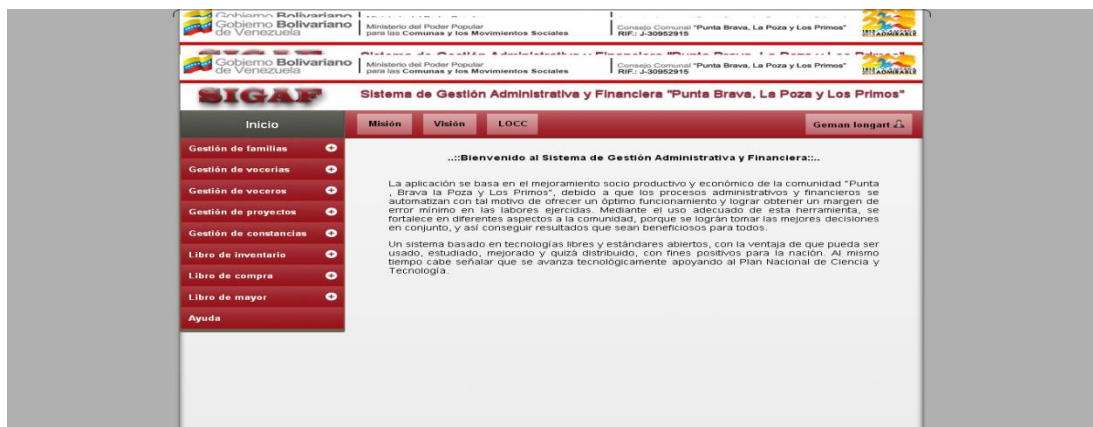 Gobierno Bolivariano
Gobierno Bolivariano
de Venezuela
Ministerio del Poder Popular
para las Comunas y los Movimientos Sociales
Consejo Comunal "Punta Brava, La Poza y Los Primos"
RIF.: J-30952915
Gobierno Bolivariano
de Venezuela
Ministerio del Poder Popular
para las Comunas y los Movimientos Sociales
Consejo Comunal "Punta Brava, La Poza y Los Primos"
RIF.: J-30952915
SIGAF
Sistema de Gestión Administrativa y Financiera "Punta Brava, La Poza y Los Primos"
Inicio
Misión
Visión
LOCC
Geman longart
Gestión de familias
Gestión de vocerias
Gestión de voceros
Gestión de proyectos
Gestión de constancias
Libro de inventario
Libro de compra
Libro de mayor
Ayuda
..::Bienvenido al Sistema de Gestión Administrativa y Financiera::..
La aplicación se basa en el mejoramiento socio productivo y económico de la comunidad "Punta
, Brava la Poza y Los Primos", debido a que los procesos administrativos y financieros se
automatizan con tal motivo de ofrecer un óptimo funcionamiento y lograr obtener un margen de
error mínimo en las labores ejercidas. Mediante el uso adecuado de esta herramienta, se
fortalece en diferentes aspectos a la comunidad, porque se lográn tomar las mejores decisiones
en conjunto, y así conseguir resultados que sean beneficiosos para todos.
Un sistema basado en tecnologías libres y estándares abiertos, con la ventaja de que pueda ser
usado, estudiado, mejorado y quizá distribuido, con fines positivos para la nación. Al mismo
tiempo cabe señalar que se avanza tecnológicamente apoyando al Plan Nacional de Ciencia y
Tecnología.